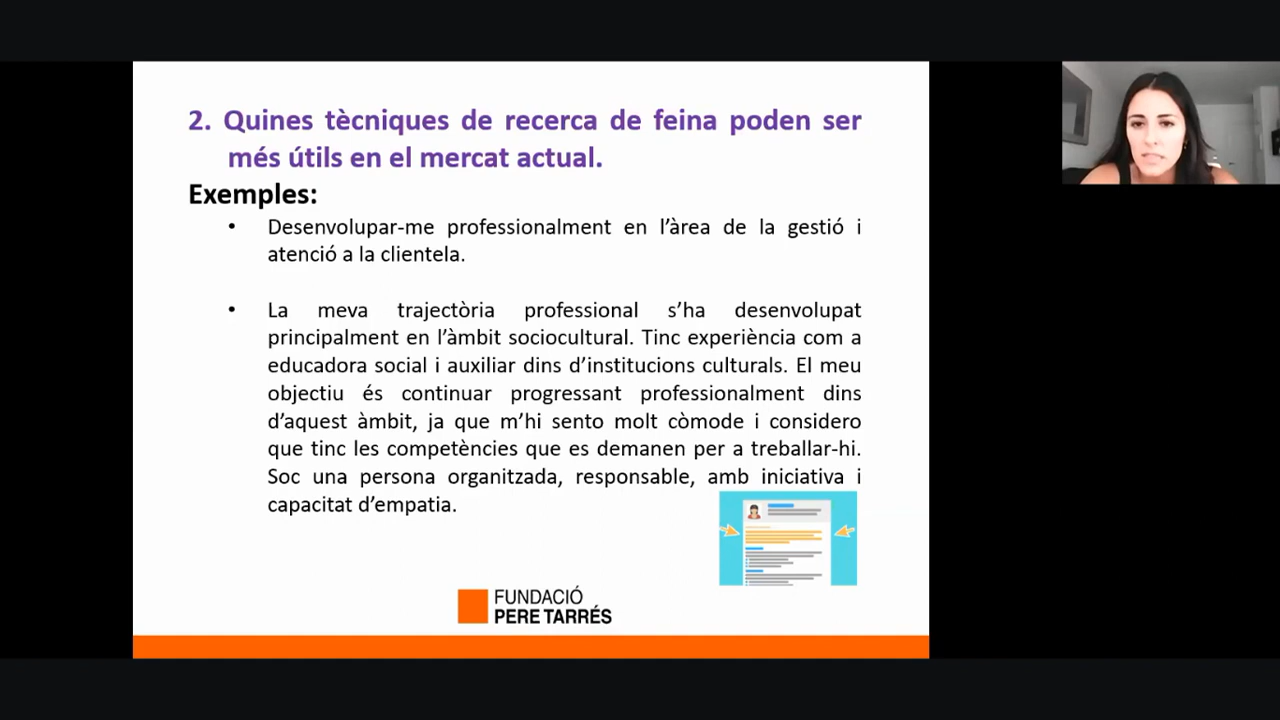 2. Quines tècniques de recerca de feina poden ser
més útils en el mercat actual.
Exemples:
• Desenvolupar-me professionalment en l'àrea de la gestió i
atenció a la clientela.
• La meva trajectòria professional s'ha desenvolupat
principalment en l'àmbit sociocultural. Tinc experiència com a
educadora social i auxiliar dins d'institucions culturals. El meu
objectiu és continuar progressant professionalment dins
d'aquest àmbit, ja que m'hi sento molt còmode i considero
que tinc les competències que es demanen per a treballar-hi.
Soc una persona organitzada, responsable, amb iniciativa i
capacitat d'empatia.
FUNDACIÓ
PERE TARRÉS